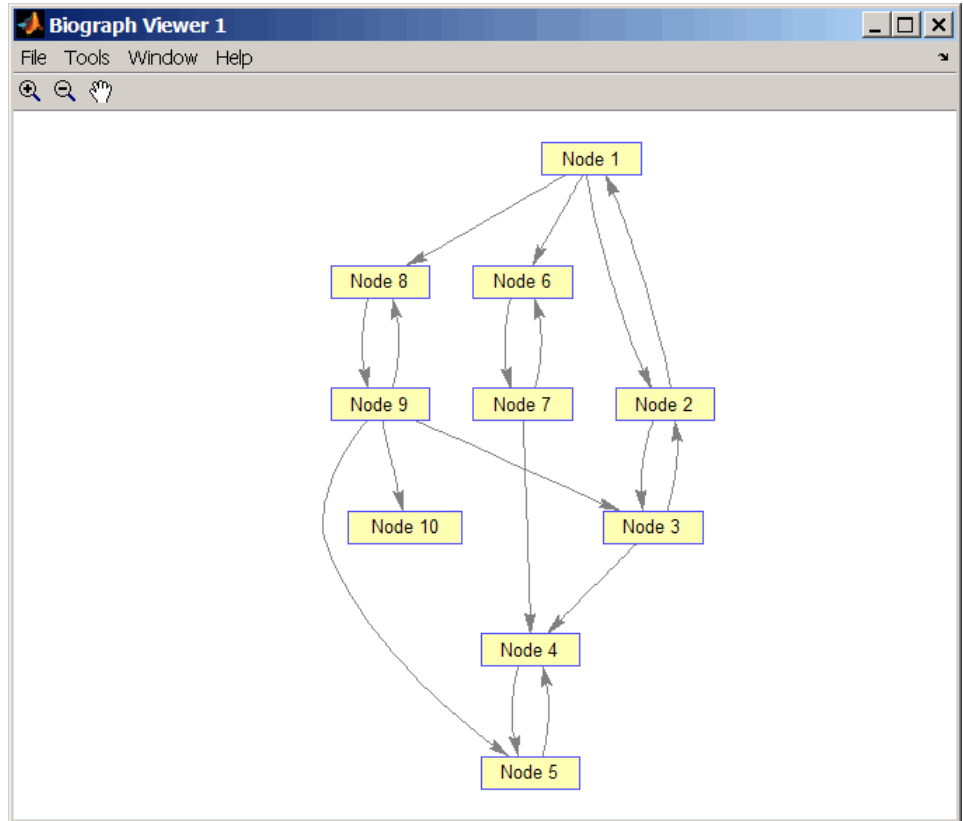 Biograph Viewer 1
File Tools Window Help
Node 1
Node 8 Node 6
Node 9 Node 7 Node 2
Node 10 Node 3
Node 4
Node 5